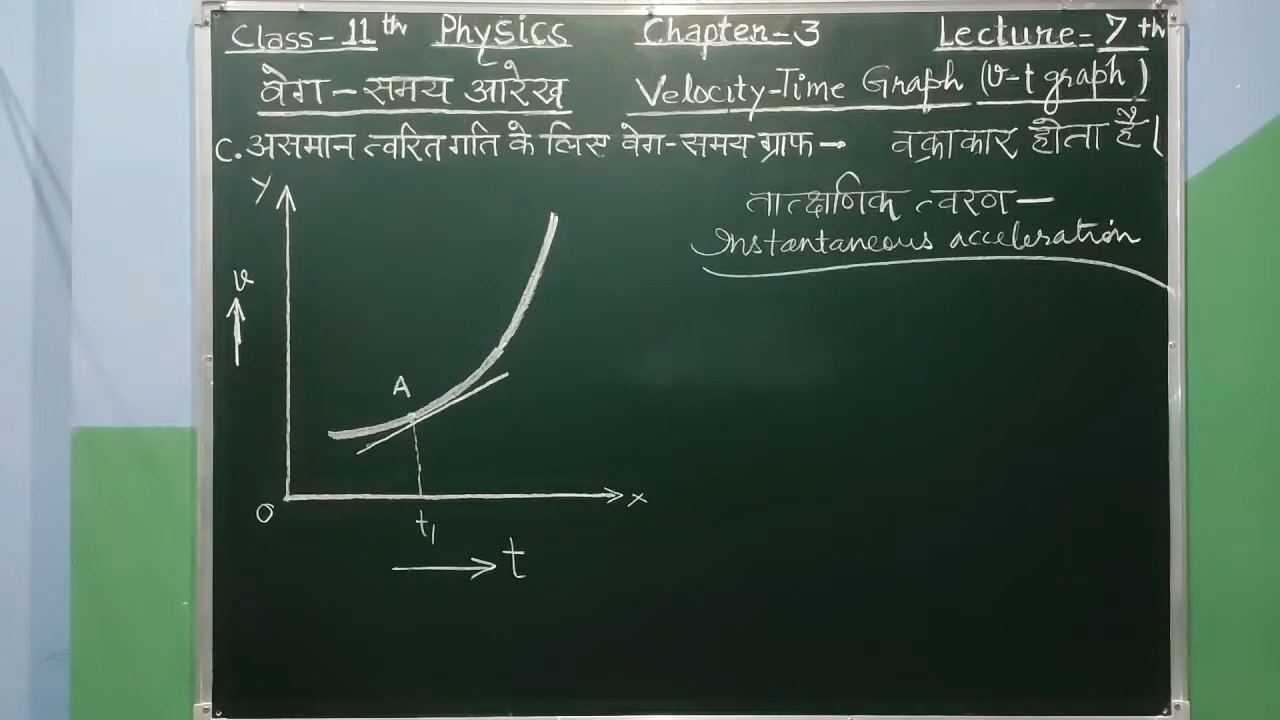 Class-11th Physics Chapter-3 Lecture-7th
वेग-समय आरेख Velocity-Time Graph (v-t graph)
C. असमान त्वरित गति के लिए वेग-समय ग्राफ→ वक्राकार होता है।
तात्क्षणिक त्वरण—
Instantaneous acceleration
Y
v
A
O
x
t₁
t